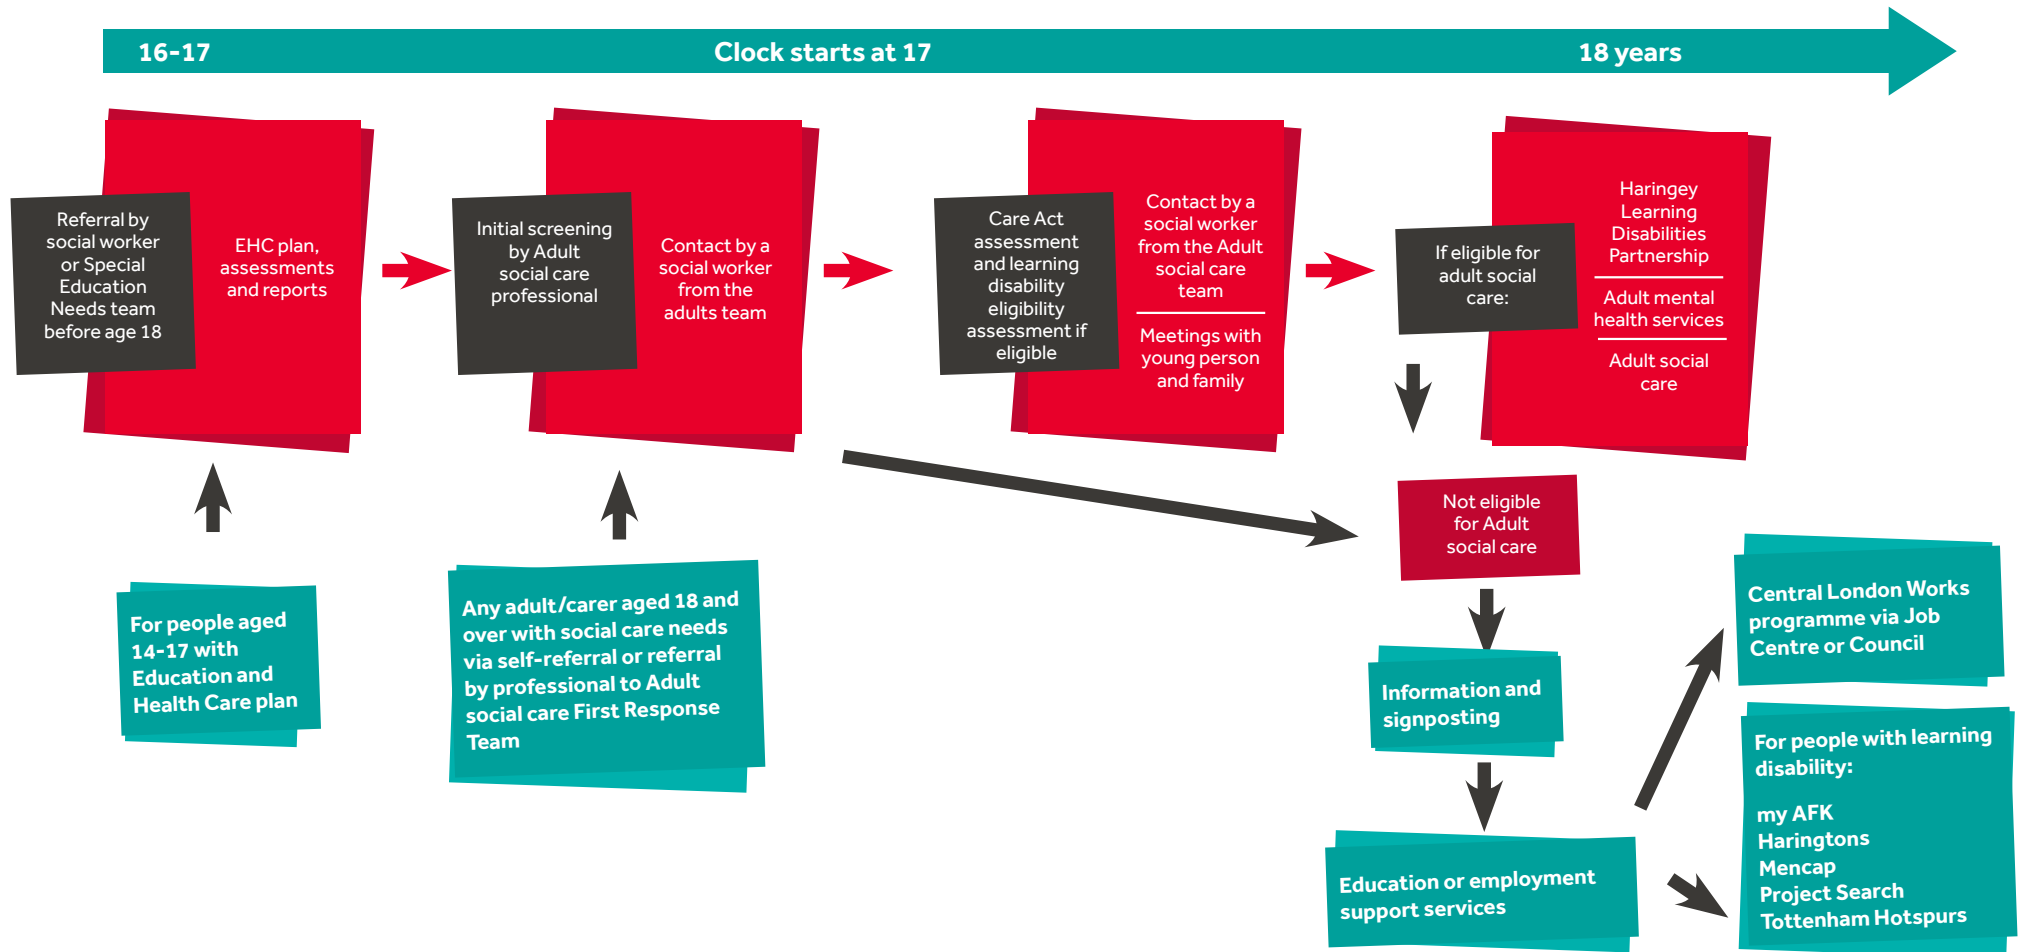 16-17
Clock starts at 17
18 years
Referral by
social worker
or Special
Education
Needs team
before age 18
EHC plan,
assessments
and reports
Initial screening
by Adult
social care
professional
Contact by a
social worker
from the
adults team
Care Act
assessment
and learning
disability
eligibility
assessment if
eligible
Contact by a
social worker
from the Adult
social care
team
Meetings with
young person
and family
If eligible for
adult social
care:
Haringey
Learning
Disabilities
Partnership
Adult mental
health services
Adult social
care
For people aged
14-17 with
Education and
Health Care plan
Any adult/carer aged 18 and
over with social care needs
via self-referral or referral
by professional to Adult
social care First Response
Team
Not eligible
for Adult
social care
Information and
signposting
Education or employment
support services
Central London Works
programme via Job
Centre or Council
For people with learning
disability:
my AFK
Haringtons
Mencap
Project Search
Tottenham Hotspurs